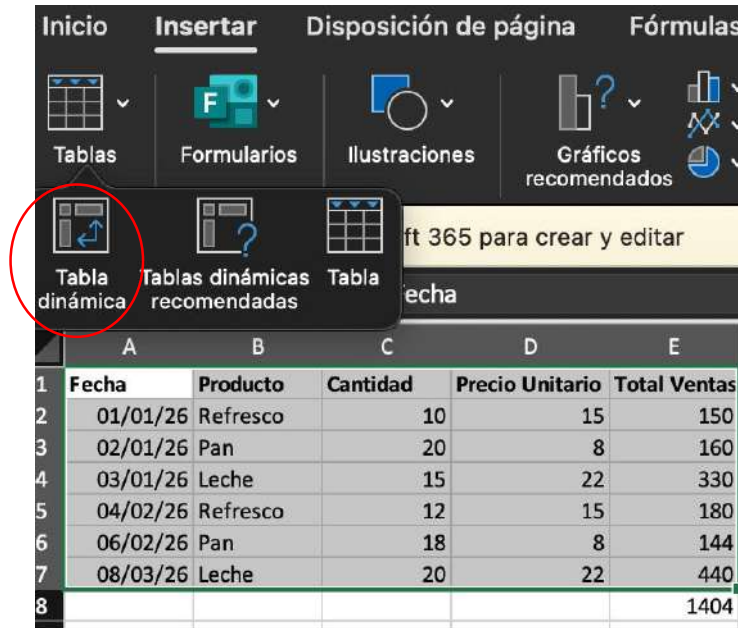 Inicio Insertar Disposición de página Fórmulas
Tablas Formularios Ilustraciones Gráficos recomendados
F
Tabla dinámica Tablas dinámicas recomendadas Tabla
ft 365 para crear y editar
echa
A B C D E
1 Fecha Producto Cantidad Precio Unitario Total Ventas
2 01/01/26 Refresco 10 15 150
3 02/01/26 Pan 20 8 160
4 03/01/26 Leche 15 22 330
5 04/02/26 Refresco 12 15 180
6 06/02/26 Pan 18 8 144
7 08/03/26 Leche 20 22 440
8 1404